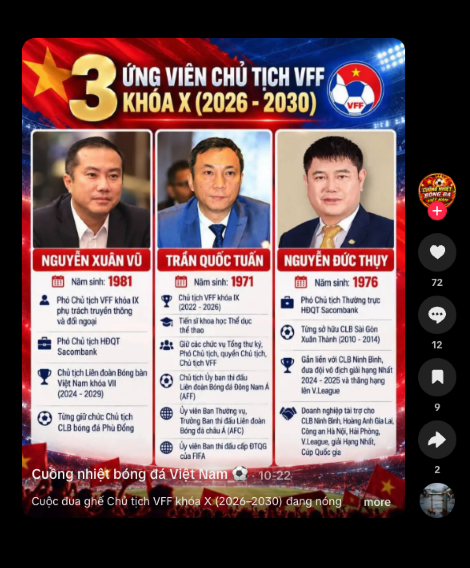 3 ỨNG VIÊN CHỦ TỊCH VFF
KHÓA X (2026 - 2030)
VFF
NGUYỄN XUÂN VŨ
Năm sinh: 1981
Phó Chủ tịch VFF khóa IX
phụ trách truyền thông
và đối ngoại
Phó Chủ tịch HĐQT
Sacombank
Chủ tịch Liên đoàn Bóng bàn
Việt Nam khóa VII
(2024 - 2029)
Từng giữ chức Chủ tịch
CLB bóng đá Phù Đổng
TRẦN QUỐC TUẤN
Năm sinh: 1971
Chủ tịch VFF khóa IX
(2022 - 2026)
Tiến sĩ khoa học Thể dục
thể thao
Giữ các chức vụ Tổng thư ký,
Phó Chủ tịch, quyền Chủ tịch,
Chủ tịch VFF
Chủ tịch Ủy ban thi đấu
Liên đoàn Bóng đá Đông Nam Á
(AFF)
Ủy viên Ban Thường vụ,
Trưởng Ban thi đấu Liên đoàn
Bóng đá châu Á (AFC)
Ủy viên Ban thi đấu cấp ĐTQG
của FIFA
NGUYỄN ĐỨC THỤY
Năm sinh: 1976
Phó Chủ tịch Thường trực
HĐQT Sacombank
Từng sở hữu CLB Sài Gòn
Xuân Thành (2010 - 2014)
Gắn liền với CLB Ninh Bình,
đưa đội vô địch giải hạng Nhất
2024 - 2025 và thăng hạng
lên V.League
Doanh nghiệp tài trợ cho
CLB Ninh Bình, Hoàng Anh Gia Lai,
Công an Hà Nội, Hải Phòng,
V.League, giải Hạng Nhất,
Cúp Quốc gia
Cuồng nhiệt bóng đá Việt Nam ⚽ · 10-22
Cuộc đua ghế Chủ tịch VFF khóa X (2026-2030) đang nóng more
CUỒNG NHIỆT
BÓNG ĐÁ
VIỆT NAM
72
12
9
2